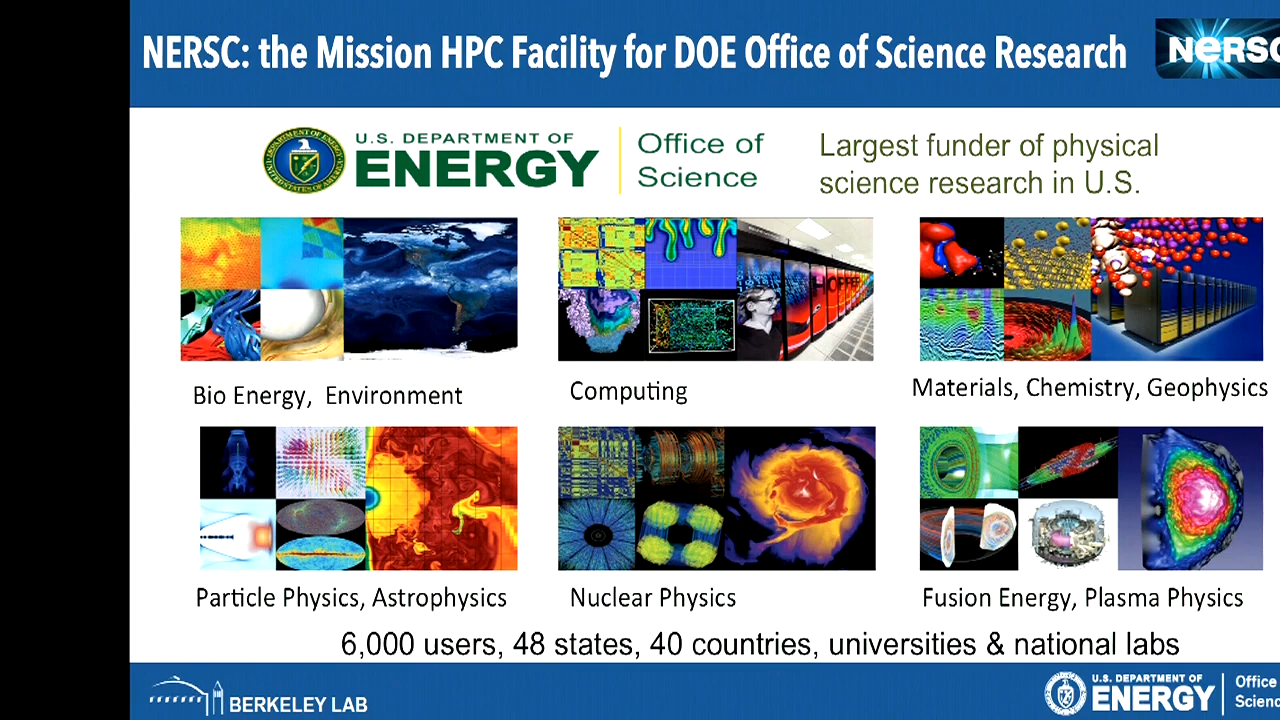 NERSC: the Mission HPC Facility for DOE Office of Science Research
NERSC
U.S. DEPARTMENT OF
ENERGY
Office of
Science
Largest funder of physical
science research in U.S.
HOPPER
Bio Energy, Environment
Computing
Materials, Chemistry, Geophysics
Particle Physics, Astrophysics
Nuclear Physics
Fusion Energy, Plasma Physics
6,000 users, 48 states, 40 countries, universities & national labs
BERKELEY LAB
U.S. DEPARTMENT OF
ENERGY
Office
Scienc